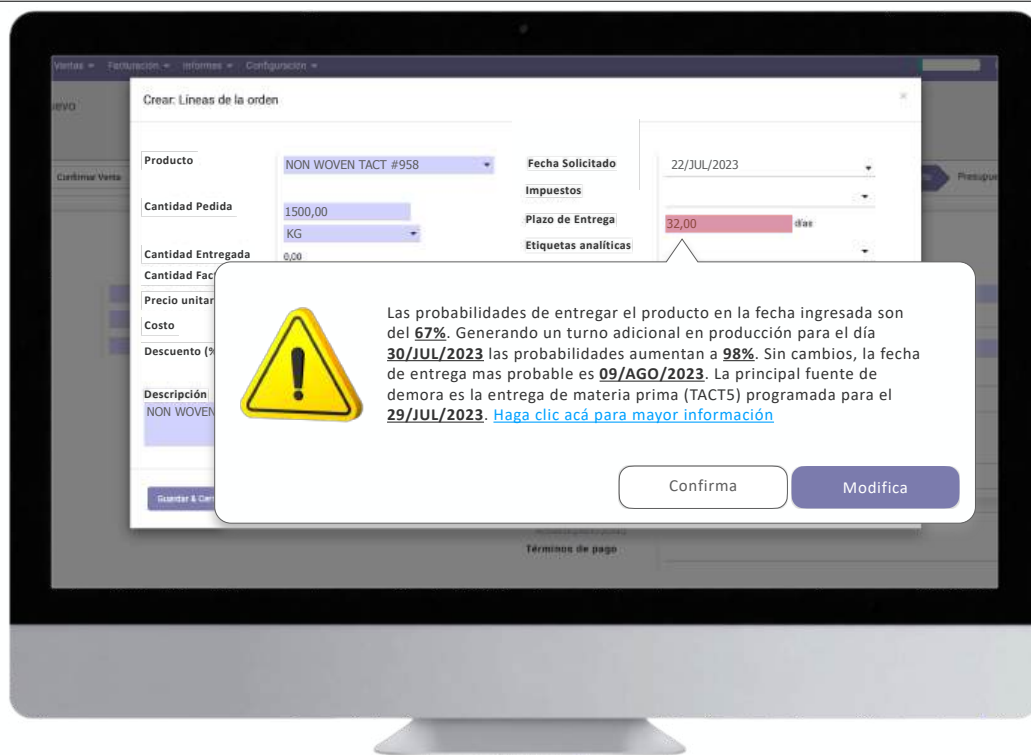 Ventas Facturación Informes Configuración
evo
Crear: Líneas de la orden
×
Confirmar Venta
Presupue
Producto
NON WOVEN TACT #958
Fecha Solicitado
22/JUL/2023
Impuestos
Cantidad Pedida
1500,00
Plazo de Entrega
32,00
días
KG
Etiquetas analíticas
Cantidad Entregada
0,00
Cantidad Fac
Precio unitar
Costo
Descuento (%
Descripción
NON WOVEN
Las probabilidades de entregar el producto en la fecha ingresada son
del 67%. Generando un turno adicional en producción para el día
30/JUL/2023 las probabilidades aumentan a 98%. Sin cambios, la fecha
de entrega mas probable es 09/AGO/2023. La principal fuente de
demora es la entrega de materia prima (TACT5) programada para el
29/JUL/2023. Haga clic acá para mayor información
Confirma
Modifica
Guardar & Cer
Términos de pago